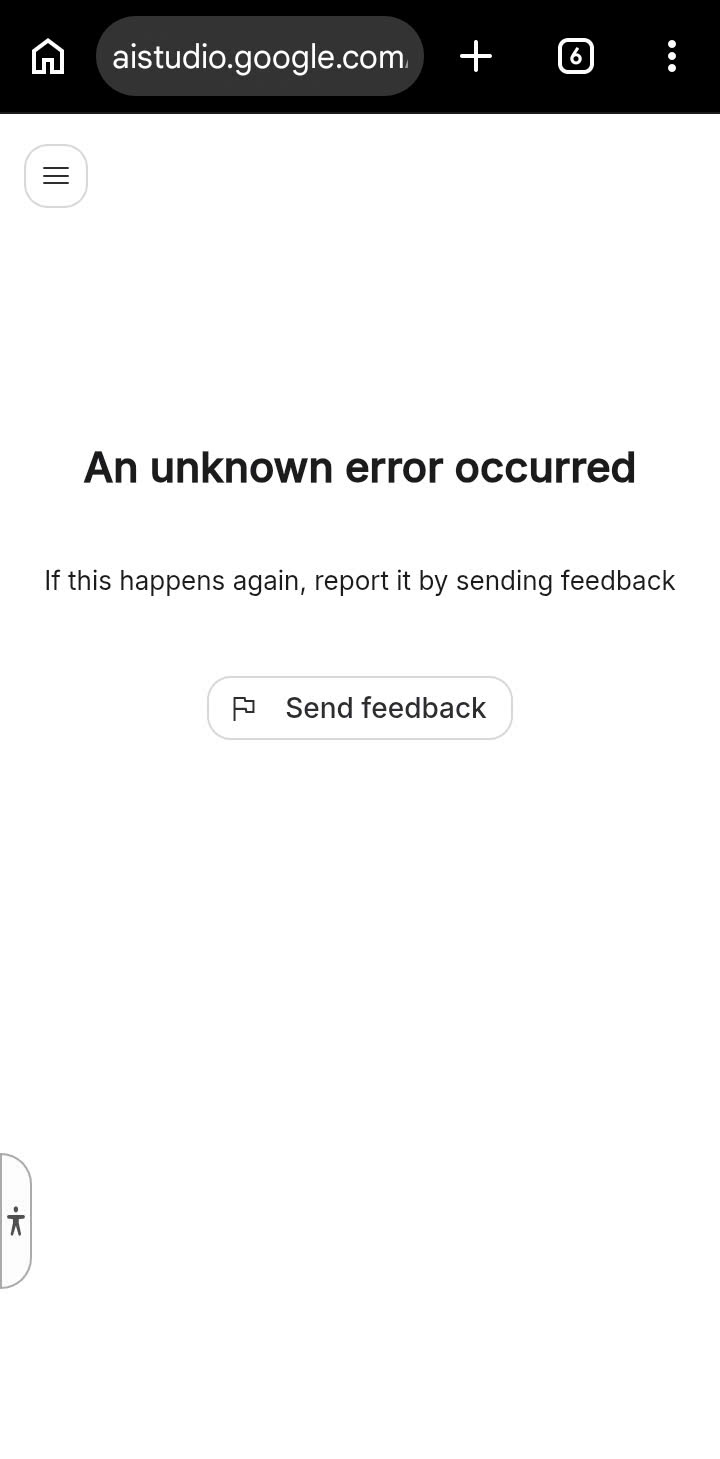 aistudio.google.com/
6
An unknown error occurred
If this happens again, report it by sending feedback
Send feedback